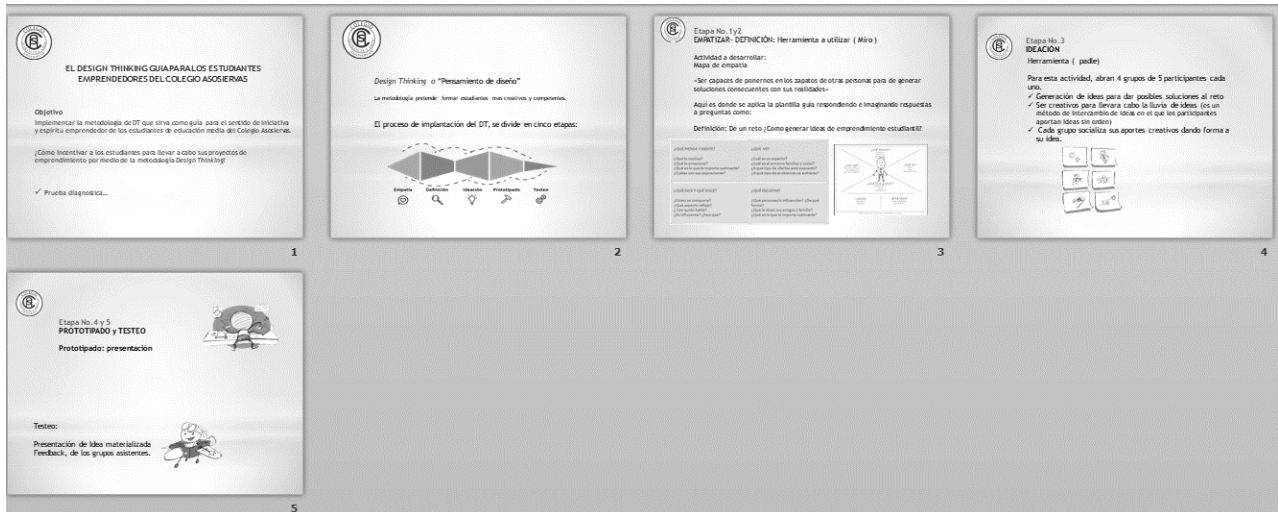 EL DESIGN THINKING GUIA PARA LOS ESTUDIANTES
EMPRENDEDORES DEL COLEGIO ASOSIERVAS
Objetivo
Implementar la metodología de DT que sirva como guía para el sentido de iniciativa
y espíritu emprendedor de los estudiantes de educación media del Colegio Asosiervas.
¿Cómo incentivar a los estudiantes para llevar a cabo sus proyectos de
emprendimiento por medio de la metodología Design Thinking?
✓ Prueba diagnostica...
1
Design Thinking o “Pensamiento de diseño”
La metodología pretende formar estudiantes mas creativos y competentes.
El proceso de implantación del DT, se divide en cinco etapas:
Empatía Definición Ideación Prototipado Testeo
2
Etapa No.1y2
EMPATIZAR- DEFINICIÓN: Herramienta a utilizar ( Miro )
Actividad a desarrollar:
Mapa de empatía
«Ser capaces de ponernos en los zapatos de otras personas para de generar
soluciones consecuentes con sus realidades»
Aquí es donde se aplica la plantilla guía respondiendo e imaginando respuestas
a preguntas como:
Definición: De un reto ¿Como generar ideas de emprendimiento estudiantil?
3
Etapa No.3
IDEACIÓN
Herramienta ( padle)
Para esta actividad, abran 4 grupos de 5 participantes cada
uno.
✓ Generación de ideas para dar posibles soluciones al reto
✓ Ser creativos para llevara cabo la lluvia de ideas (es un
método de intercambio de ideas en el que los participantes
aportan ideas sin orden)
✓ Cada grupo socializa sus aportes creativos dando forma a
su idea.
4
Etapa No.4 y 5
PROTOTIPADO y TESTEO
Prototipado: presentación
Testeo:
Presentación de Idea materializada
Feedback, de los grupos asistentes.
5